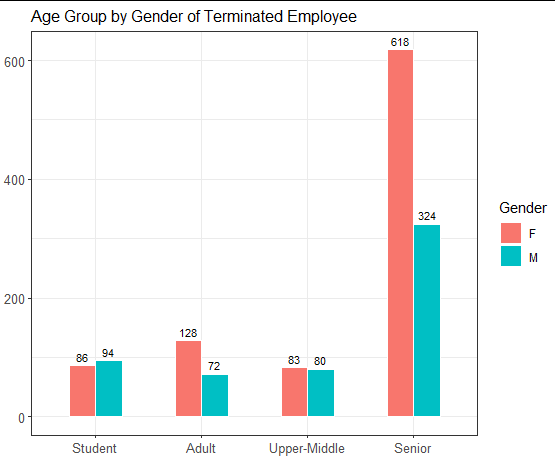 Age Group by Gender of Terminated Employee
600
400
200
0
86
94
128
72
83
80
618
324
Student
Adult
Upper-Middle
Senior
Gender
F
M